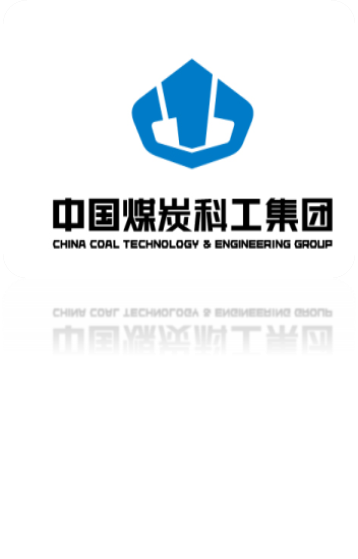 中国煤炭科工集团
CHINA COAL TECHNOLOGY & ENGINEERING GROUP